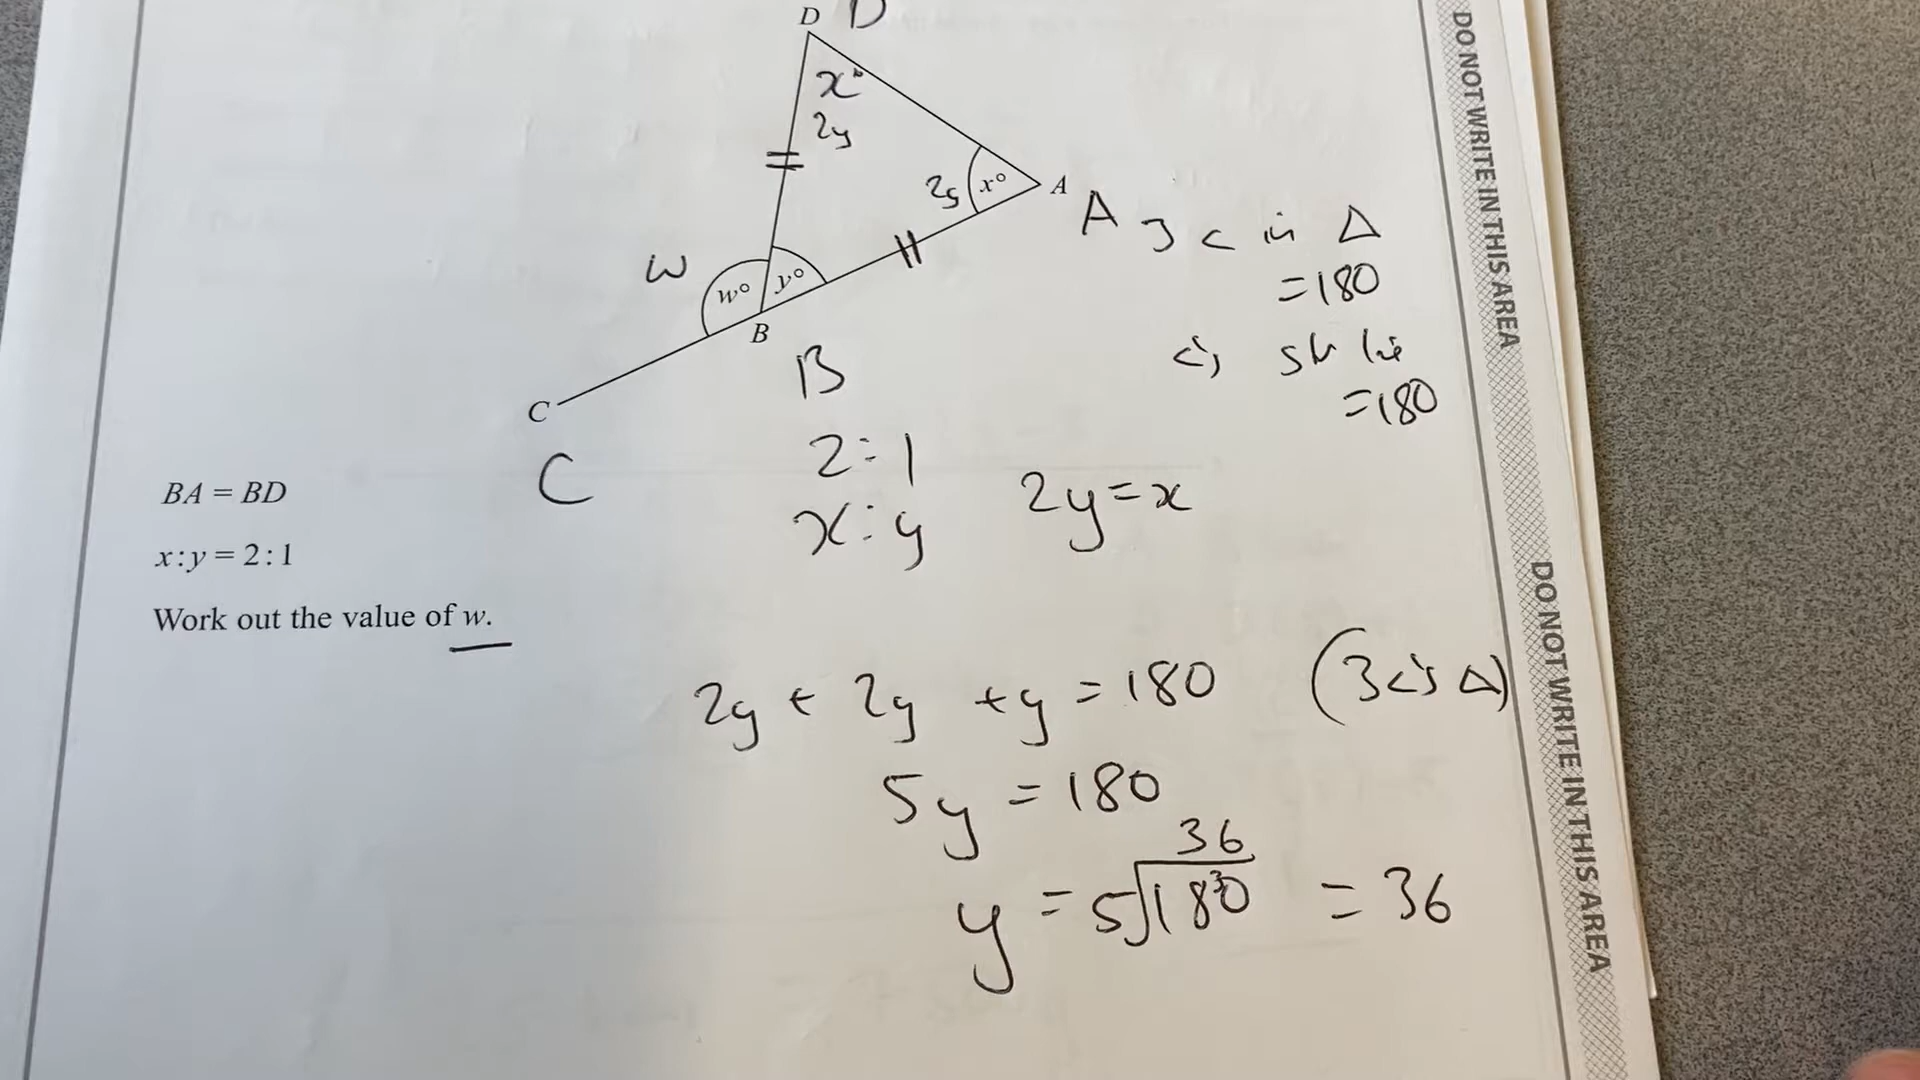 D D
x°
2y
2y x° A
A 3 < in △
= 180
w
w° y°
B
<'s str line
= 180
B
C
C
2 : 1
2y = x
x : y
BA = BD
x : y = 2 : 1
Work out the value of w.
2y + 2y + y = 180 (3 <'s △)
5y = 180
36
y = 5 180 = 36
DO NOT WRITE IN THIS AREA
DO NOT WRITE IN THIS AREA